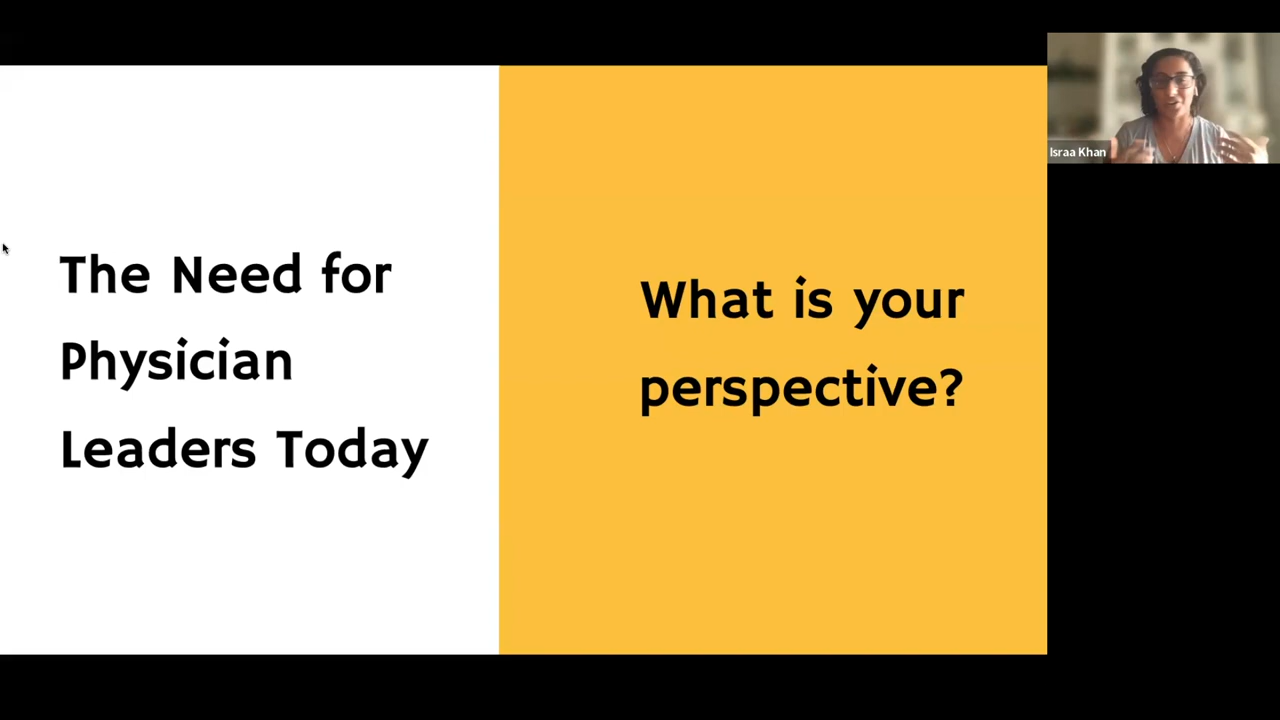 The Need for
Physician
Leaders Today
What is your
perspective?
Israa Khan